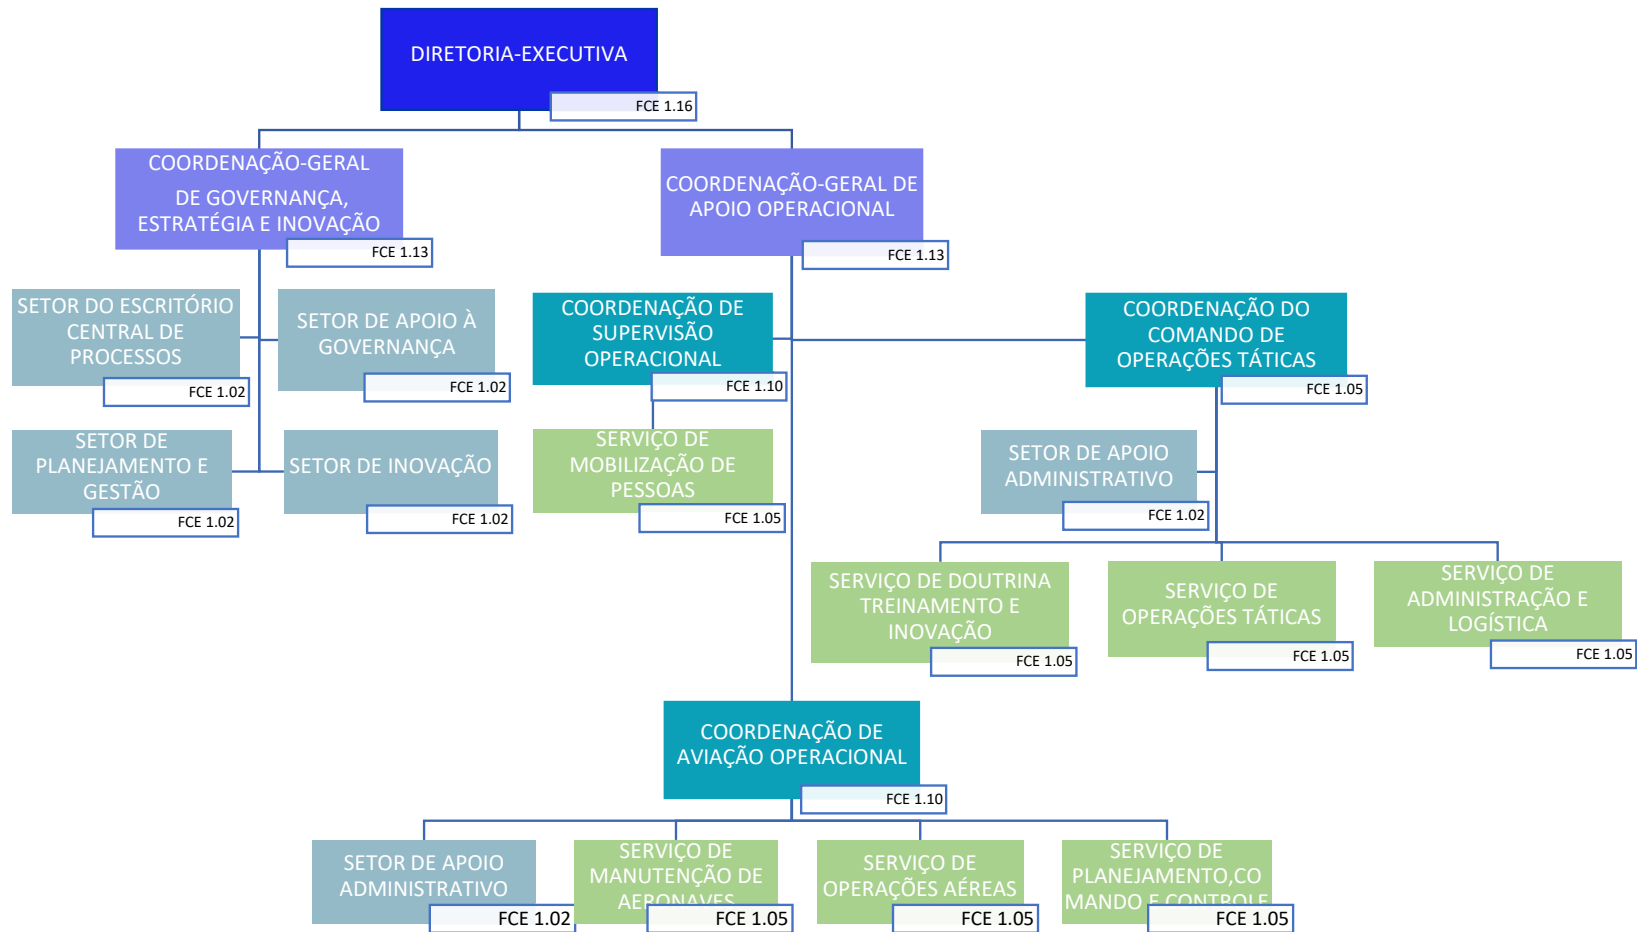 DIRETORIA-EXECUTIVA
FCE 1.16
COORDENAÇÃO-GERAL
DE GOVERNANÇA,
ESTRATÉGIA E INOVAÇÃO
FCE 1.13
COORDENAÇÃO-GERAL DE
APOIO OPERACIONAL
FCE 1.13
SETOR DO ESCRITÓRIO
CENTRAL DE
PROCESSOS
FCE 1.02
SETOR DE APOIO À
GOVERNANÇA
FCE 1.02
COORDENAÇÃO DE
SUPERVISÃO
OPERACIONAL
FCE 1.10
COORDENAÇÃO DO
COMANDO DE
OPERAÇÕES TÁTICAS
FCE 1.05
SETOR DE
PLANEJAMENTO E
GESTÃO
FCE 1.02
SETOR DE INOVAÇÃO
FCE 1.02
SERVIÇO DE
MOBILIZAÇÃO DE
PESSOAS
FCE 1.05
SETOR DE APOIO
ADMINISTRATIVO
FCE 1.02
SERVIÇO DE DOUTRINA
TREINAMENTO E
INOVAÇÃO
FCE 1.05
SERVIÇO DE
OPERAÇÕES TÁTICAS
FCE 1.05
SERVIÇO DE
ADMINISTRAÇÃO E
LOGÍSTICA
FCE 1.05
COORDENAÇÃO DE
AVIAÇÃO OPERACIONAL
FCE 1.10
SETOR DE APOIO
ADMINISTRATIVO
FCE 1.02
SERVIÇO DE
MANUTENÇÃO DE
AERONAVES
FCE 1.05
SERVIÇO DE
OPERAÇÕES AÉREAS
FCE 1.05
SERVIÇO DE
PLANEJAMENTO,CO
MANDO E CONTROLE
FCE 1.05